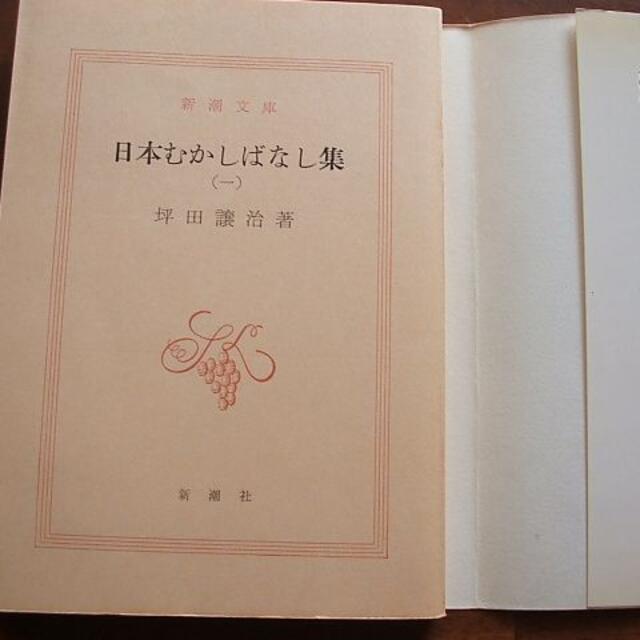 新潮文庫
日本むかしばなし集
(一)
坪田譲治著
新潮社